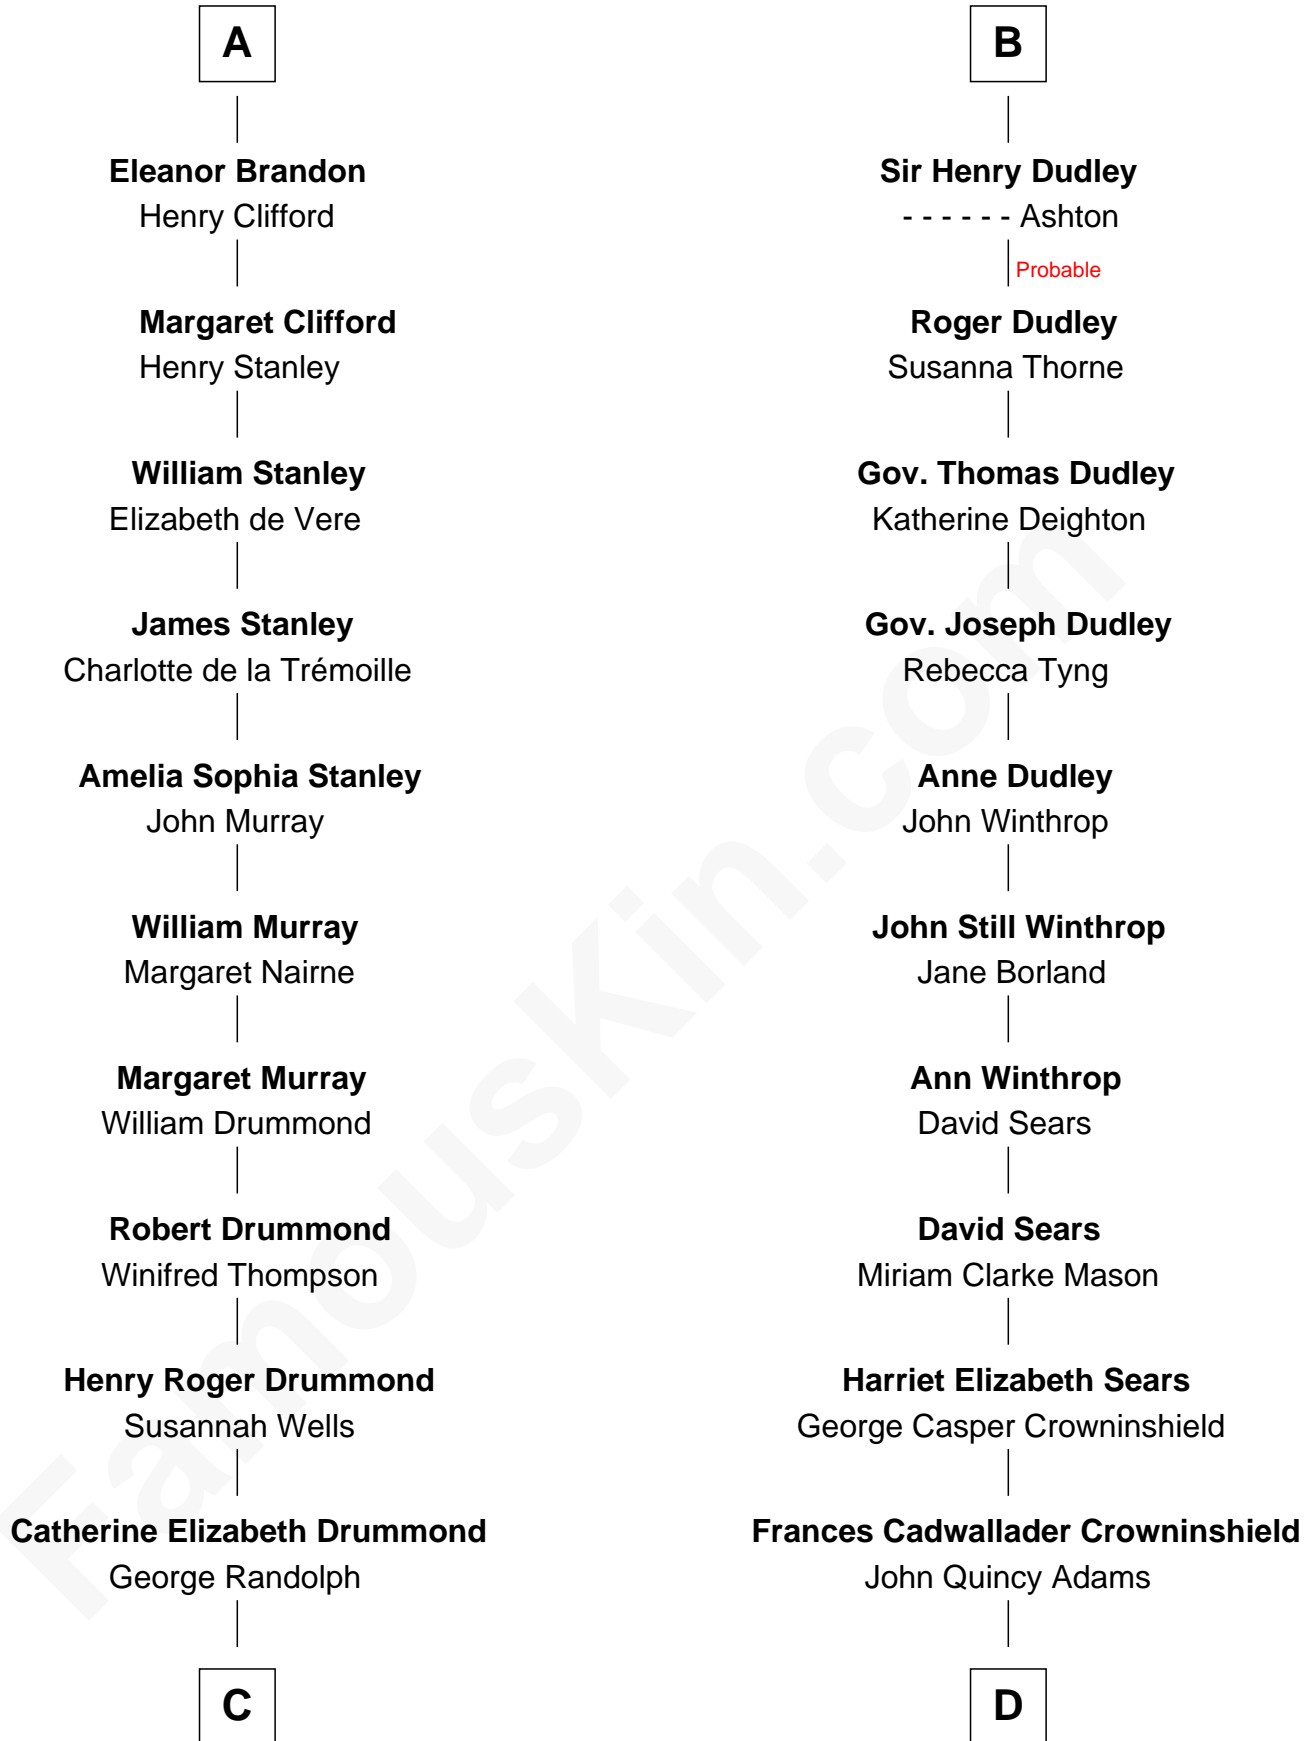 A
Eleanor Brandon
Henry Clifford
Margaret Clifford
Henry Stanley
William Stanley
Elizabeth de Vere
James Stanley
Charlotte de la Trémoille
Amelia Sophia Stanley
John Murray
William Murray
Margaret Nairne
Margaret Murray
William Drummond
Robert Drummond
Winifred Thompson
Henry Roger Drummond
Susannah Wells
Catherine Elizabeth Drummond
George Randolph
C
B
Sir Henry Dudley
- - - - - - Ashton
Probable
Roger Dudley
Susanna Thorne
Gov. Thomas Dudley
Katherine Deighton
Gov. Joseph Dudley
Rebecca Tyng
Anne Dudley
John Winthrop
John Still Winthrop
Jane Borland
Ann Winthrop
David Sears
David Sears
Miriam Clarke Mason
Harriet Elizabeth Sears
George Casper Crowninshield
Frances Cadwallader Crowninshield
John Quincy Adams
D
FamousKin.com